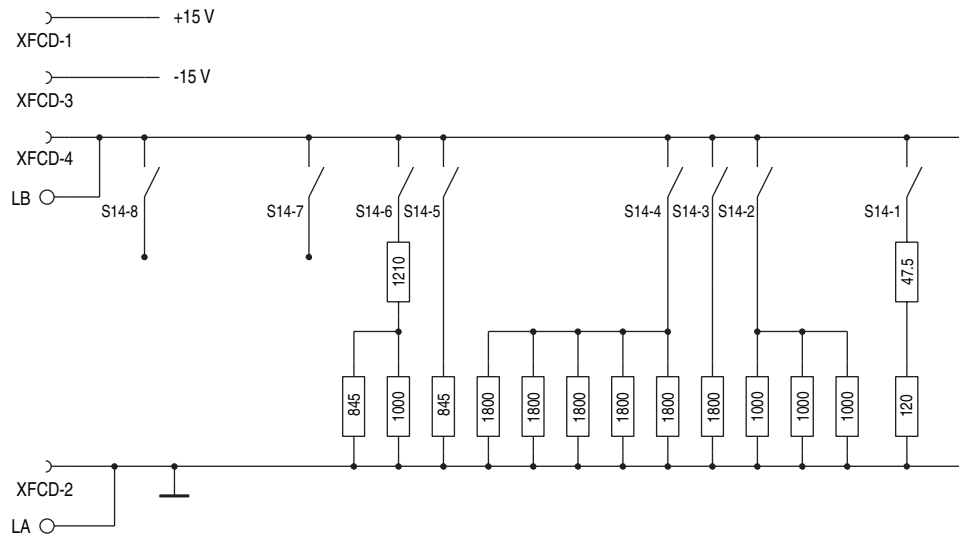 +15 V
XFCD-1
-15 V
XFCD-3
XFCD-4
LB
S14-8
S14-7
S14-6
S14-5
S14-4
S14-3
S14-2
S14-1
1210
47.5
845
1000
845
1800
1800
1800
1800
1800
1800
1000
1000
1000
120
XFCD-2
LA